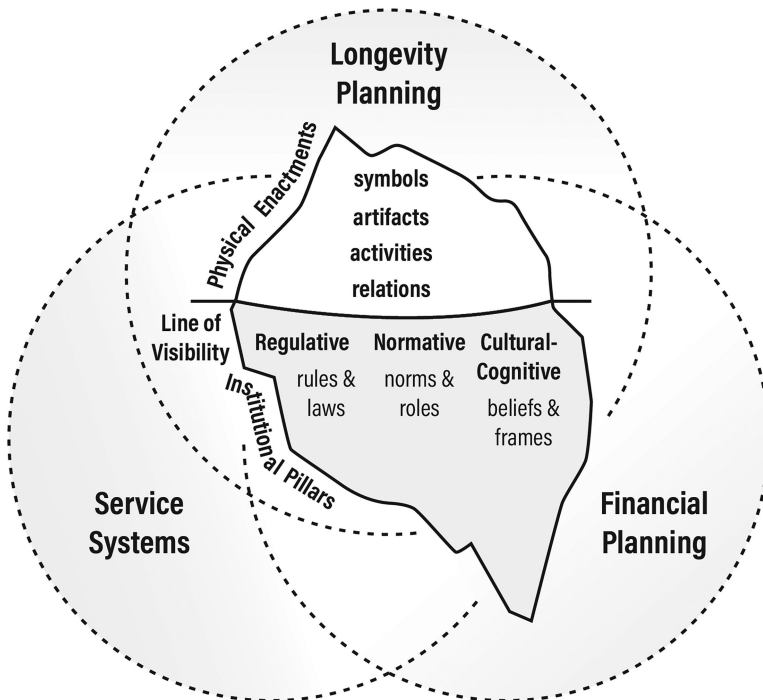 Longevity
Planning
Physical Enactments
symbols
artifacts
activities
relations
Line of
Visibility
Regulative
rules &
laws
Normative
norms &
roles
Cultural-
Cognitive
beliefs &
frames
Institutional Pillars
Service
Systems
Financial
Planning